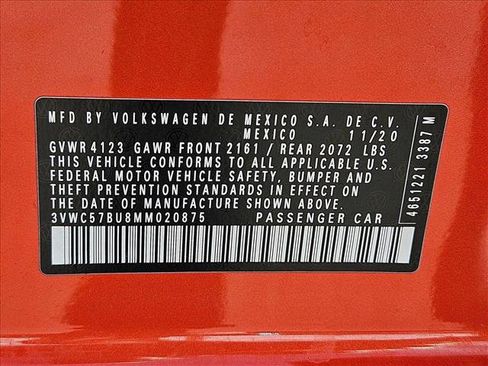 MFD BY VOLKSWAGEN DE MEXICO S.A. DE C.V.
MEXICO 11/20
GVWR 4123 GAWR FRONT 2161 / REAR 2072 LBS
THIS VEHICLE CONFORMS TO ALL APPLICABLE U.S.
FEDERAL MOTOR VEHICLE SAFETY, BUMPER AND
THEFT PREVENTION STANDARDS IN EFFECT ON
THE DATE OF MANUFACTURE SHOWN ABOVE.
3VWC57BU8MM020875 PASSENGER CAR
4651221 3387 M